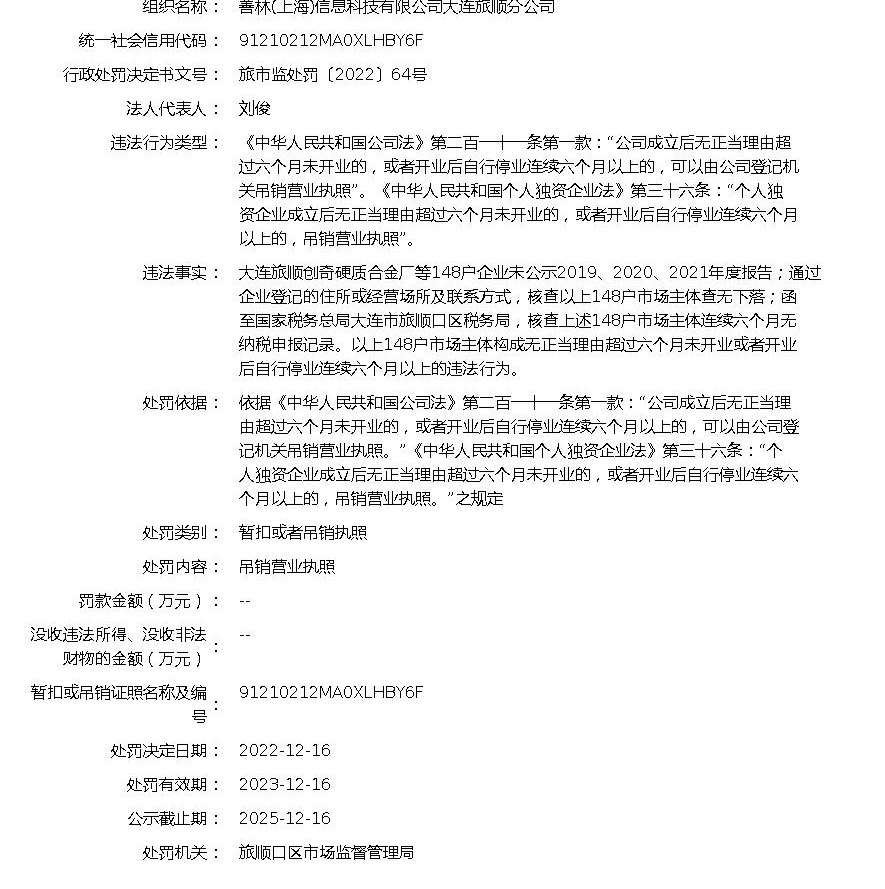 组织名称： 善林(上海)信息科技有限公司大连旅顺分公司
统一社会信用代码： 91210212MA0XLHBY6F
行政处罚决定书文号： 旅市监处罚〔2022〕64号
法人代表人： 刘俊
违法行为类型： 《中华人民共和国公司法》第二百一十一条第一款：“公司成立后无正当理由超
过六个月未开业的，或者开业后自行停业连续六个月以上的，可以由公司登记机
关吊销营业执照”。《中华人民共和国个人独资企业法》第三十六条：“个人独
资企业成立后无正当理由超过六个月未开业的，或者开业后自行停业连续六个月
以上的，吊销营业执照”。
违法事实： 大连旅顺创奇硬质合金厂等148户企业未公示2019、2020、2021年度报告；通过
企业登记的住所或经营场所及联系方式，核查以上148户市场主体查无下落；函
至国家税务总局大连市旅顺口区税务局，核查上述148户市场主体连续六个月无
纳税申报记录。以上148户市场主体构成无正当理由超过六个月未开业或者开业
后自行停业连续六个月以上的违法行为。
处罚依据： 依据《中华人民共和国公司法》第二百一十一条第一款：“公司成立后无正当理
由超过六个月未开业的，或者开业后自行停业连续六个月以上的，可以由公司登
记机关吊销营业执照。”《中华人民共和国个人独资企业法》第三十六条：“个
人独资企业成立后无正当理由超过六个月未开业的，或者开业后自行停业连续六
个月以上的，吊销营业执照。”之规定
处罚类别： 暂扣或者吊销执照
处罚内容： 吊销营业执照
罚款金额（万元）： --
没收违法所得、没收非法
财物的金额（万元）： --
暂扣或吊销证照名称及编
号： 91210212MA0XLHBY6F
处罚决定日期： 2022-12-16
处罚有效期： 2023-12-16
公示截止期： 2025-12-16
处罚机关： 旅顺口区市场监督管理局